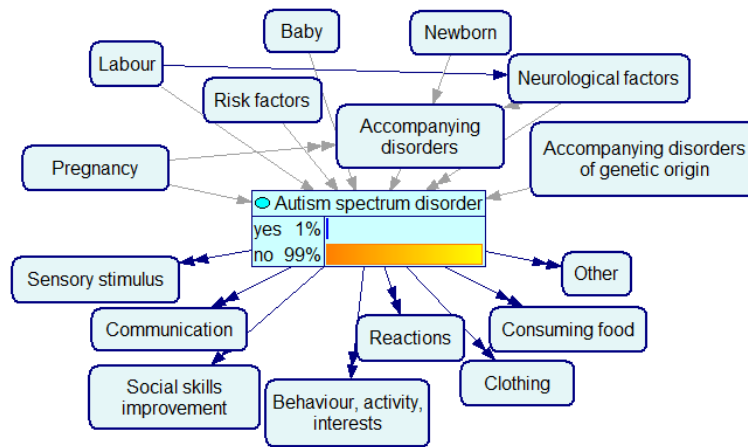 Baby
Newborn
Labour
Neurological factors
Risk factors
Accompanying
disorders
Accompanying disorders
of genetic origin
Pregnancy
Autism spectrum disorder
yes 1%
no 99%
Sensory stimulus
Other
Communication
Reactions
Consuming food
Social skills
improvement
Behaviour, activity,
interests
Clothing